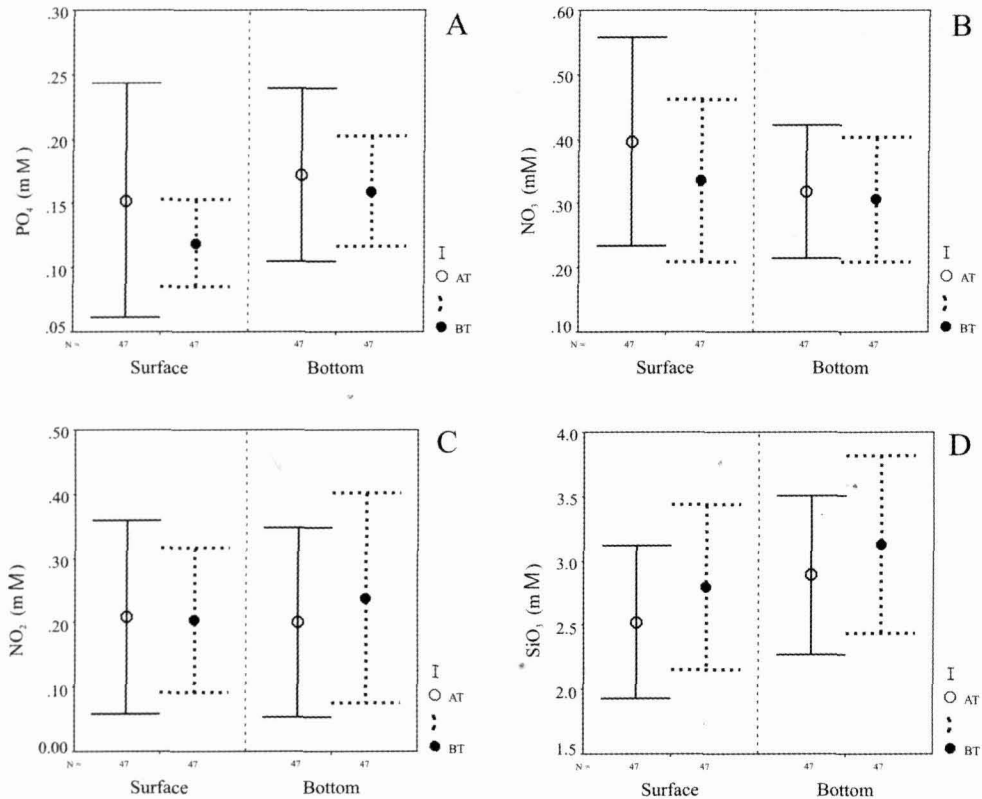 A
.30
.25
.20
.15
.10
.05
PO₄ (mM)
N = 47 47 47 47
Surface Bottom
AT
BT
B
.60
.50
.40
.30
.20
.10
NO₃ (mM)
N = 47 47 47 47
Surface Bottom
AT
BT
C
.50
.40
.30
.20
.10
0.00
NO₂ (mM)
N = 47 47 47 47
Surface Bottom
AT
BT
D
4.0
3.5
3.0
2.5
2.0
1.5
SiO₃ (mM)
N = 47 47 47 47
Surface Bottom
AT
BT